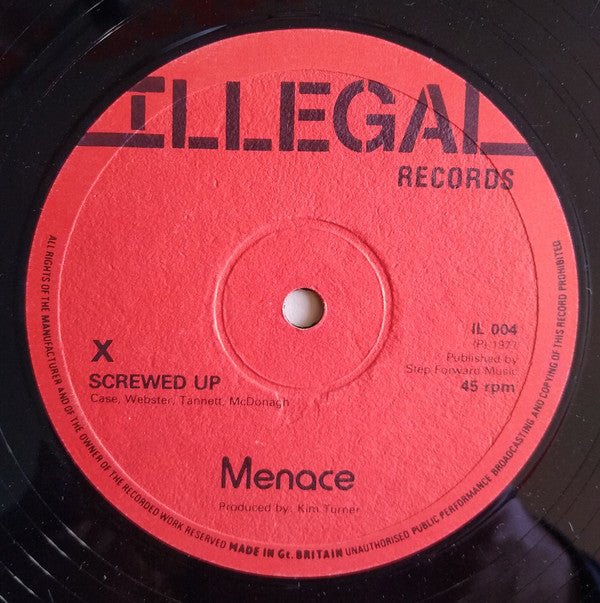 ILLEGAL
RECORDS
X
SCREWED UP
Case, Webster, Tannett, McDonagh
IL 004
(P) 1977
Published by
Step Forward Music
45 rpm
Menace
Produced by: Kim Turner
ALL RIGHTS OF THE MANUFACTURER AND OF THE OWNER OF THE RECORDED WORK RESERVED MADE IN Gt. BRITAIN UNAUTHORISED PUBLIC PERFORMANCE BROADCASTING AND COPYING OF THIS RECORD PROHIBITED